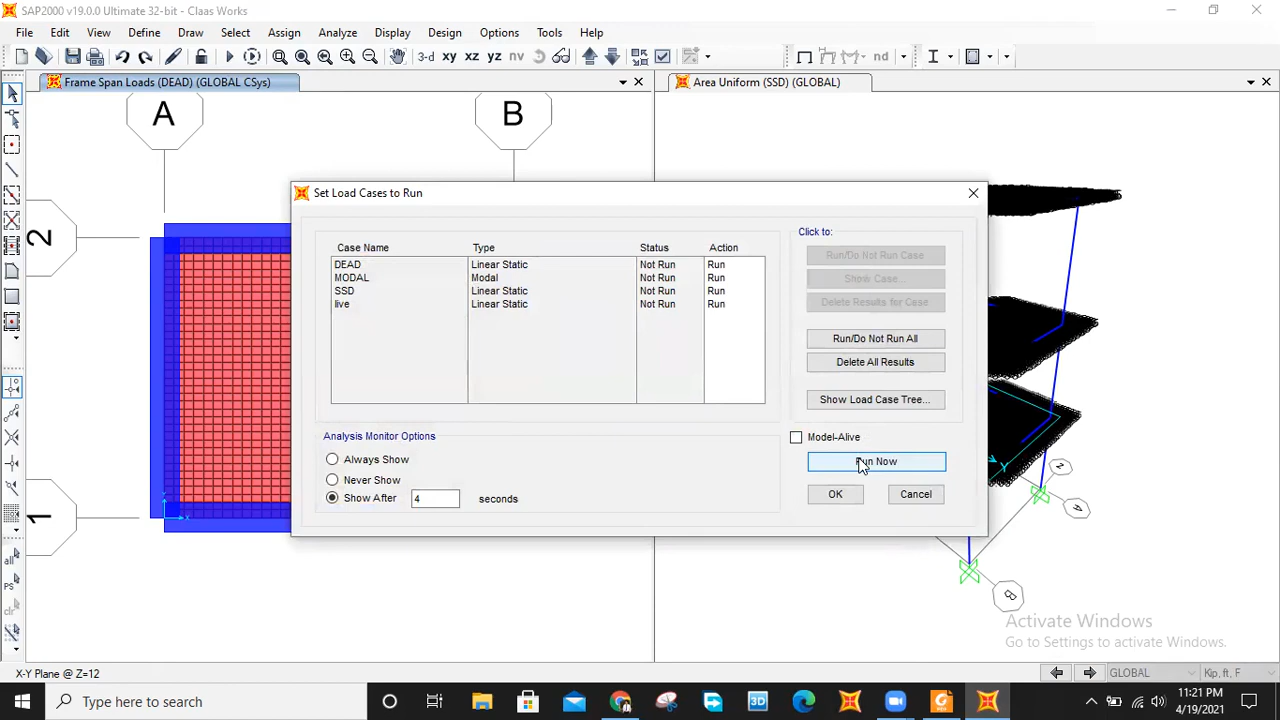 SAP2000 v19.0.0 Ultimate 32-bit - Claas Works
File Edit View Define Draw Select Assign Analyze Display Design Options Tools Help
3-d xy xz yz nd
Frame Span Loads (DEAD) (GLOBAL CSys)
Area Uniform (SSD) (GLOBAL)
A B
2
1
Y
X
all
PS
clr
Set Load Cases to Run
Case Name Type Status Action
DEAD Linear Static Not Run Run
MODAL Modal Not Run Run
SSD Linear Static Not Run Run
live Linear Static Not Run Run
Click to:
Run/Do Not Run Case
Show Case...
Delete Results for Case
Run/Do Not Run All
Delete All Results
Show Load Case Tree...
Analysis Monitor Options
Always Show
Never Show
Show After 4 seconds
Model-Alive
Run Now
OK Cancel
Y
2
A
B
Activate Windows
Go to Settings to activate Windows.
X-Y Plane @ Z=12
GLOBAL Kip, ft, F
Type here to search
11:21 PM
4/19/2021